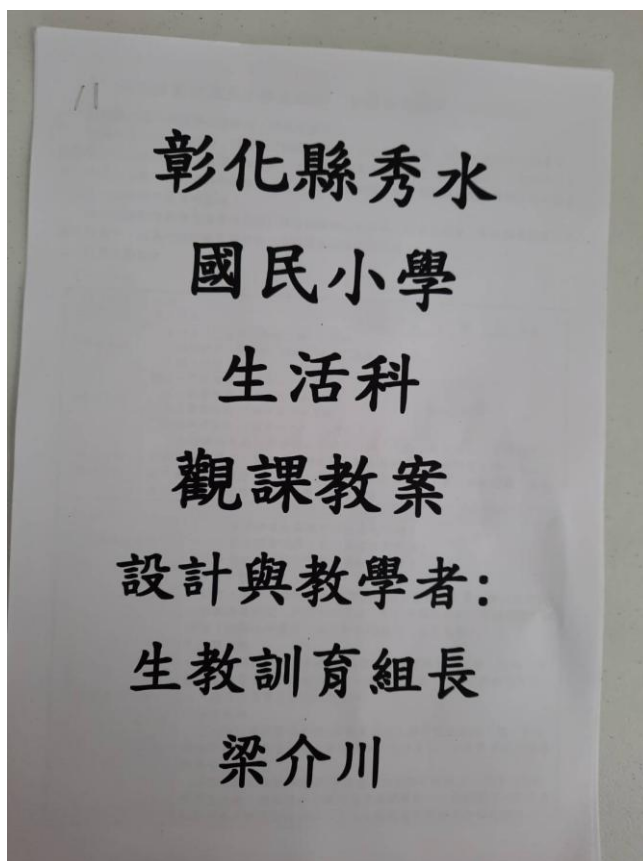 彰化縣秀水
國民小學
生活科
觀課教案
設計與教學者:
生教訓育組長
梁介川